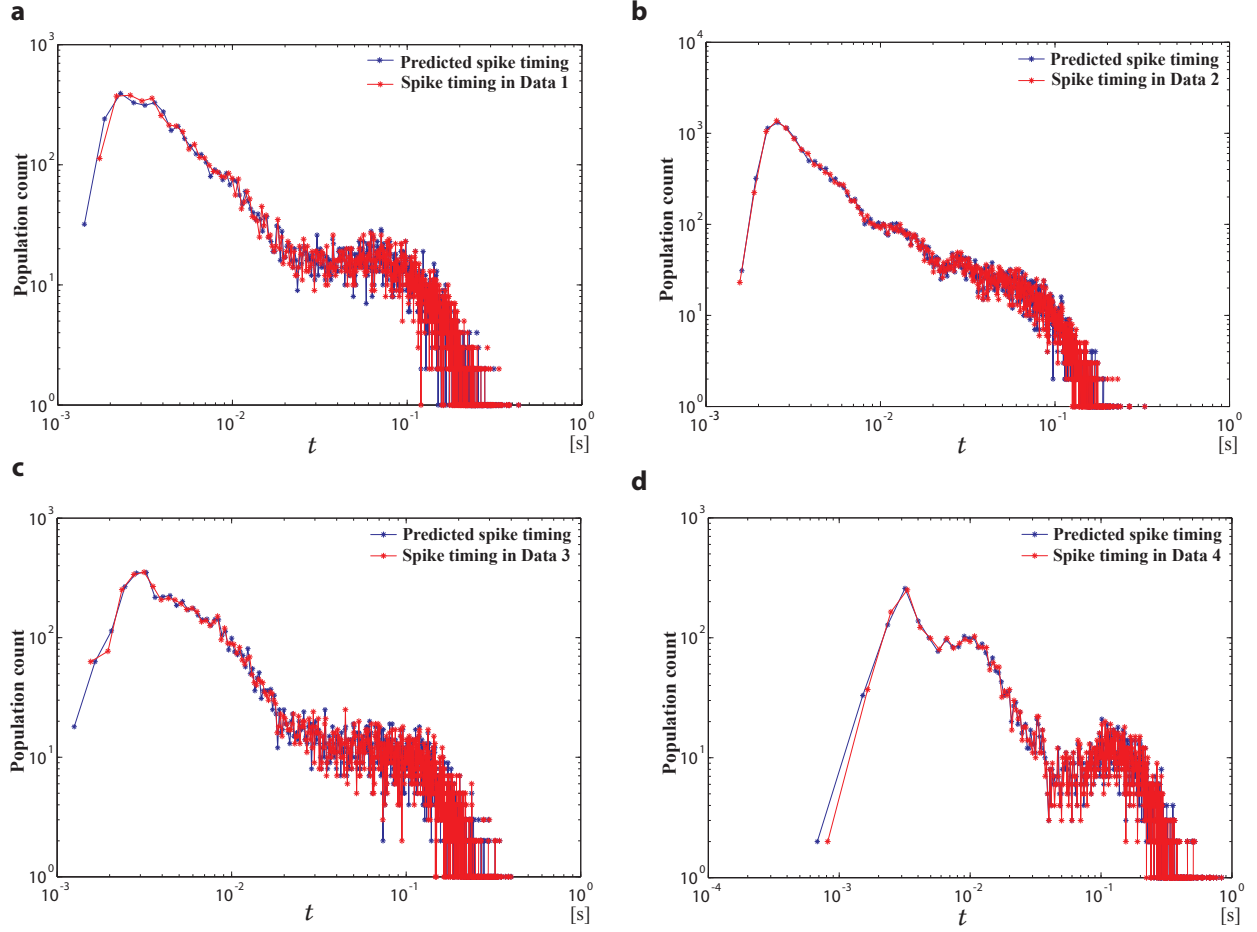 a
10^3
Predicted spike timing
Spike timing in Data 1
10^2
Population count
10^1
10^0
10^-3
10^-2
10^-1
10^0
t
[s]
b
10^4
Predicted spike timing
Spike timing in Data 2
10^3
Population count
10^2
10^1
10^0
10^-3
10^-2
10^-1
10^0
t
[s]
c
10^3
Predicted spike timing
Spike timing in Data 3
10^2
Population count
10^1
10^0
10^-3
10^-2
10^-1
10^0
t
[s]
d
10^3
Predicted spike timing
Spike timing in Data 4
10^2
Population count
10^1
10^0
10^-4
10^-3
10^-2
10^-1
10^0
t
[s]